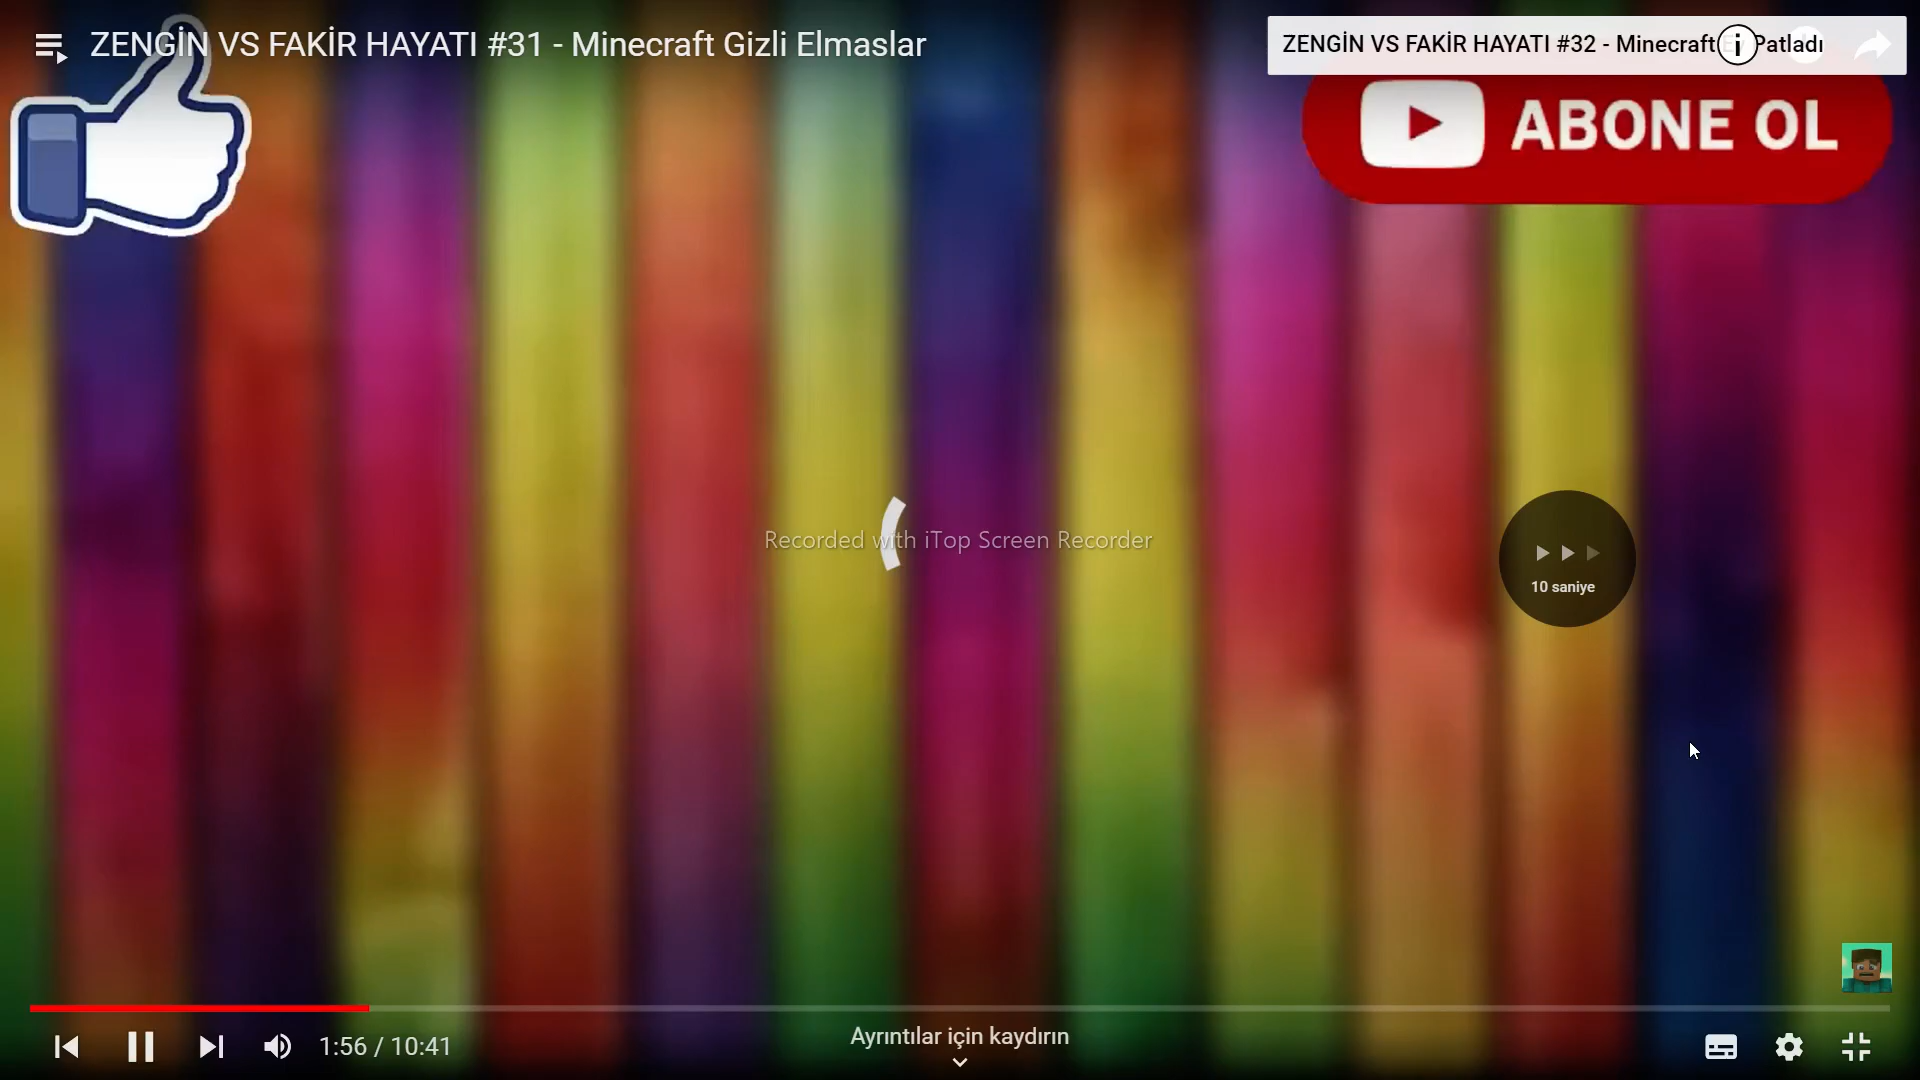 ZENGİN VS FAKİR HAYATI #31 - Minecraft Gizli Elmaslar
ZENGİN VS FAKİR HAYATI #32 - Minecraft Ev Patladı
ABONE OL
Recorded with iTop Screen Recorder
10 saniye
1:56 / 10:41
Ayrıntılar için kaydırın